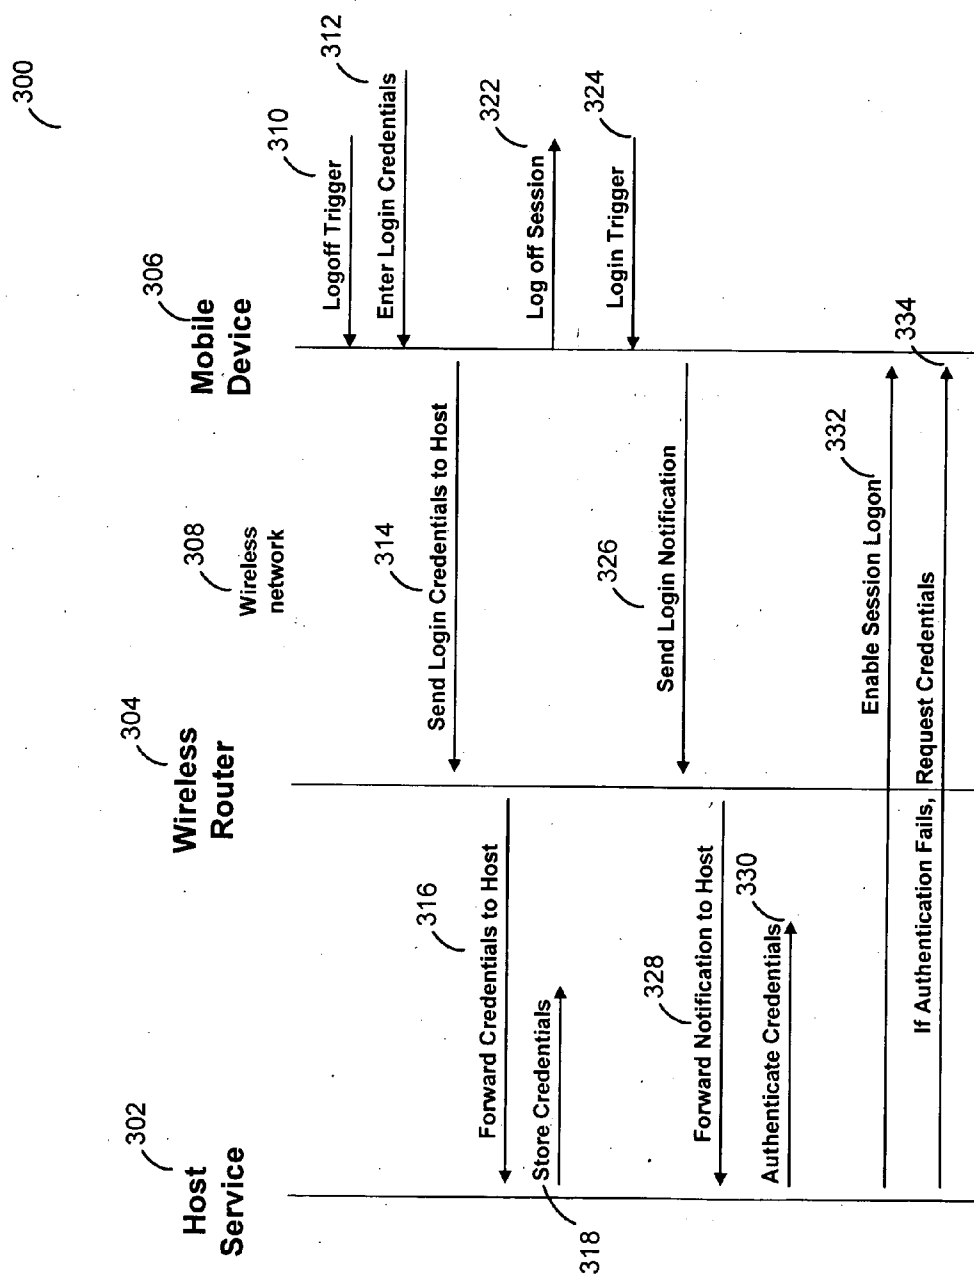 300
302
Host
Service
304
Wireless
Router
308
Wireless
network
306
Mobile
Device
310
Logoff Trigger
312
Enter Login Credentials
314
Send Login Credentials to Host
316
Forward Credentials to Host
Store Credentials
318
322
Log off Session
324
Login Trigger
326
Send Login Notification
328
Forward Notification to Host
330
Authenticate Credentials
332
Enable Session Logon
334
If Authentication Fails, Request Credentials